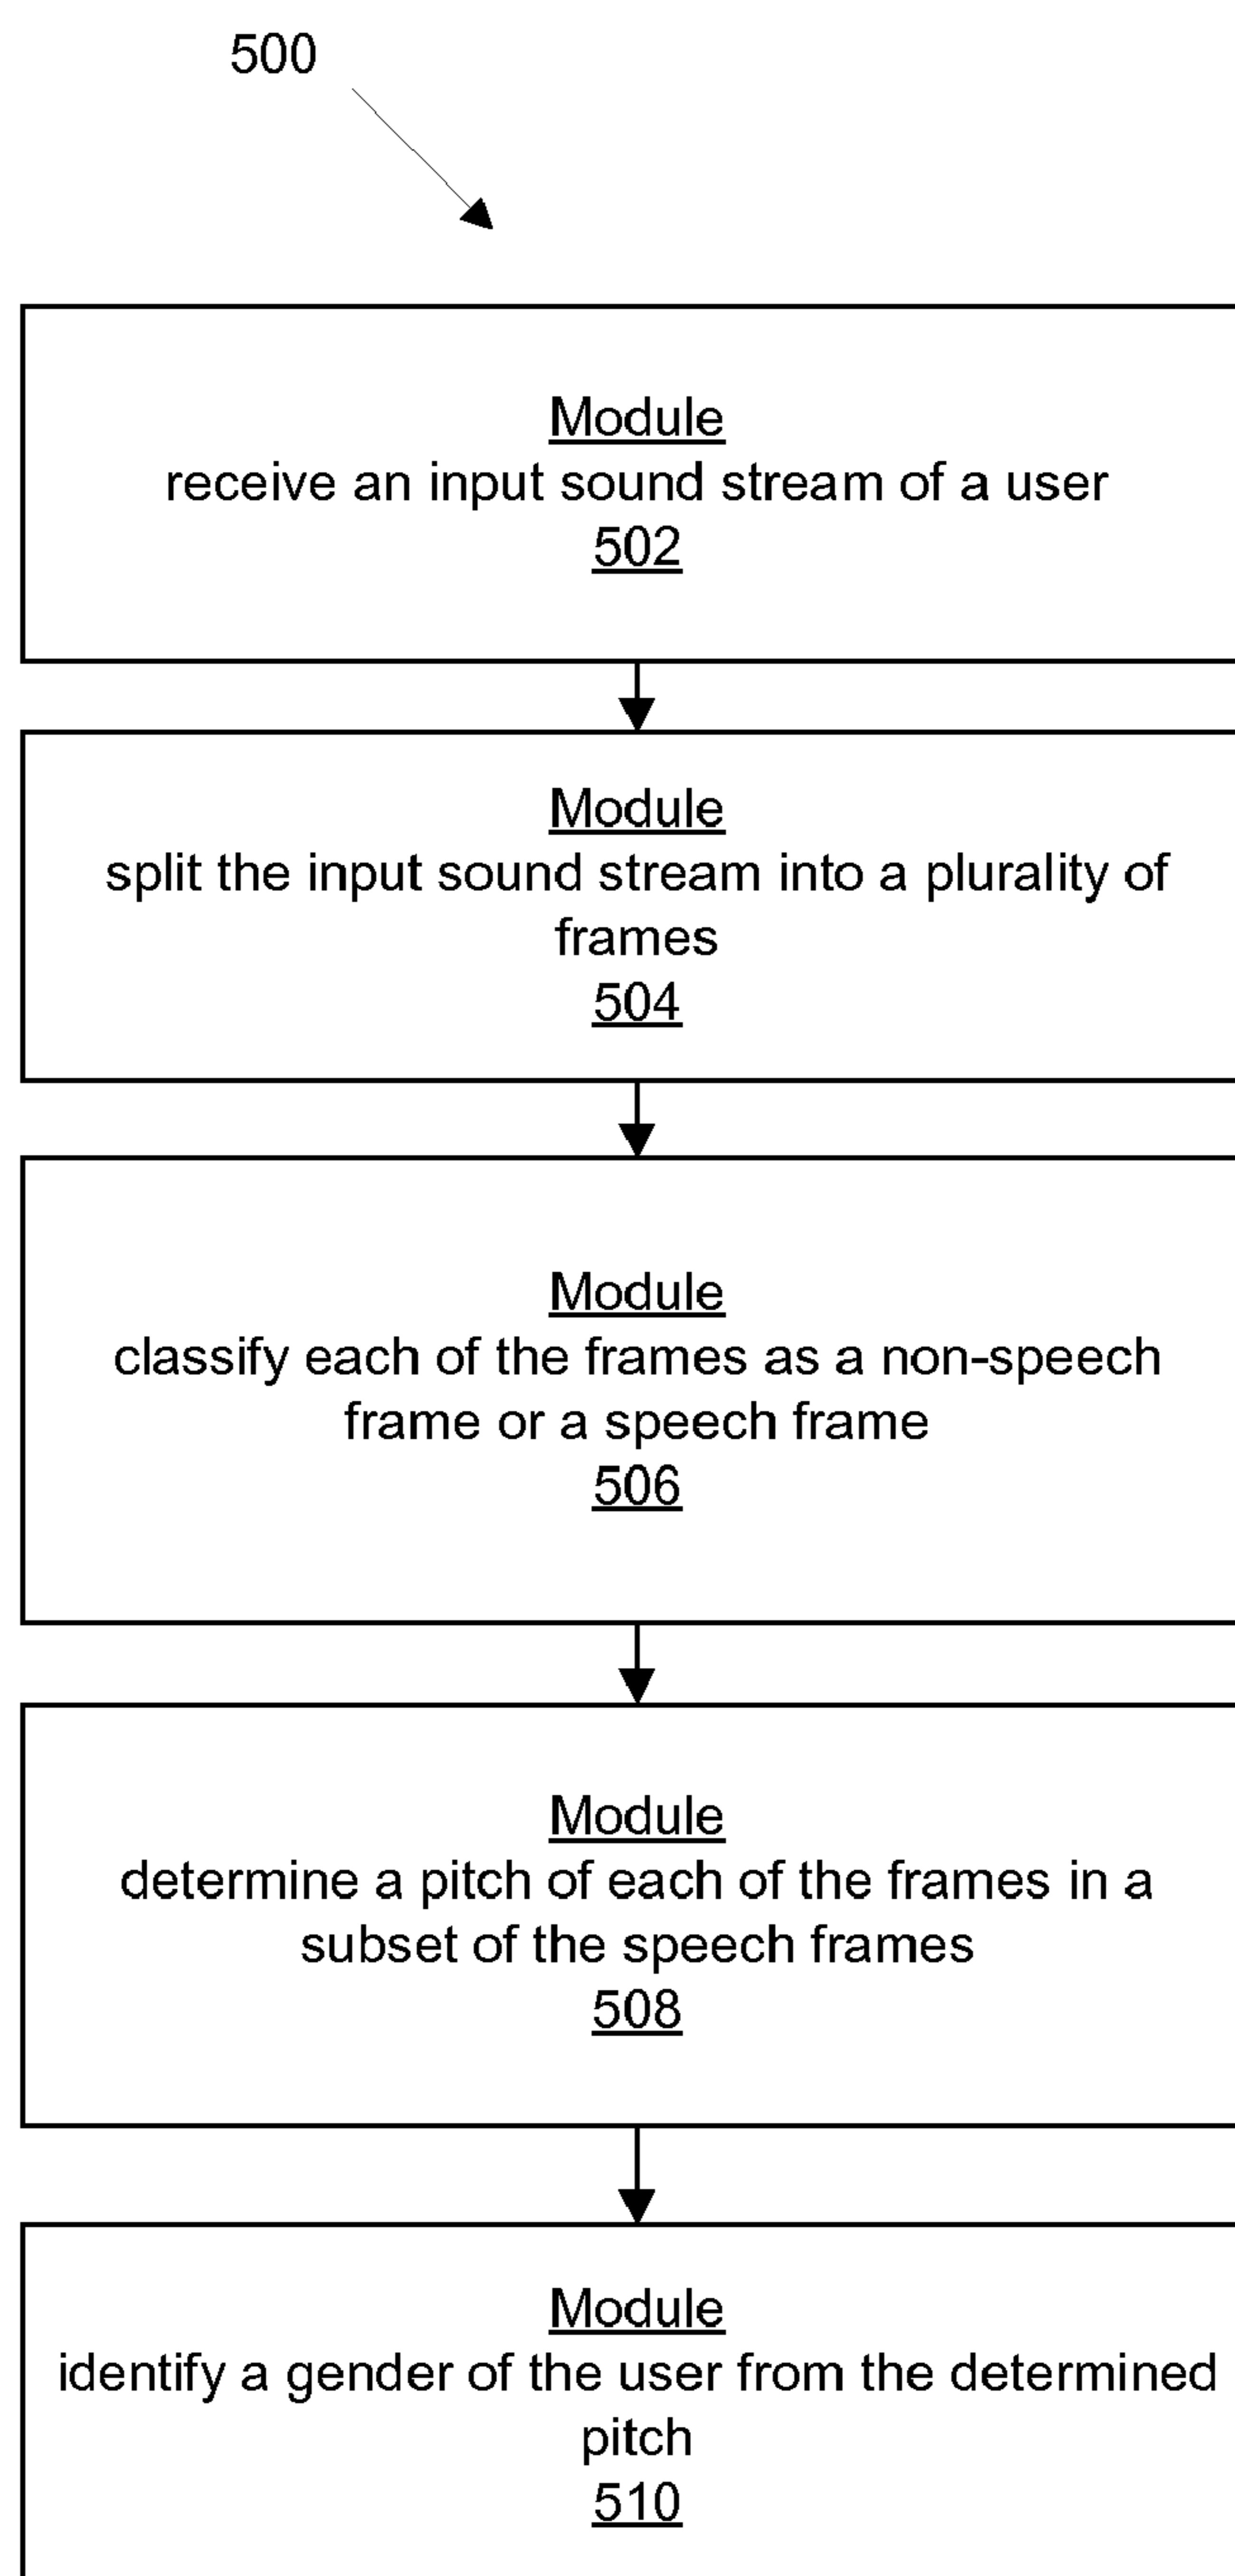 500
Module
receive an input sound stream of a user
502
Module
split the input sound stream into a plurality of
frames
504
Module
classify each of the frames as a non-speech
frame or a speech frame
506
Module
determine a pitch of each of the frames in a
subset of the speech frames
508
Module
identify a gender of the user from the determined
pitch
510